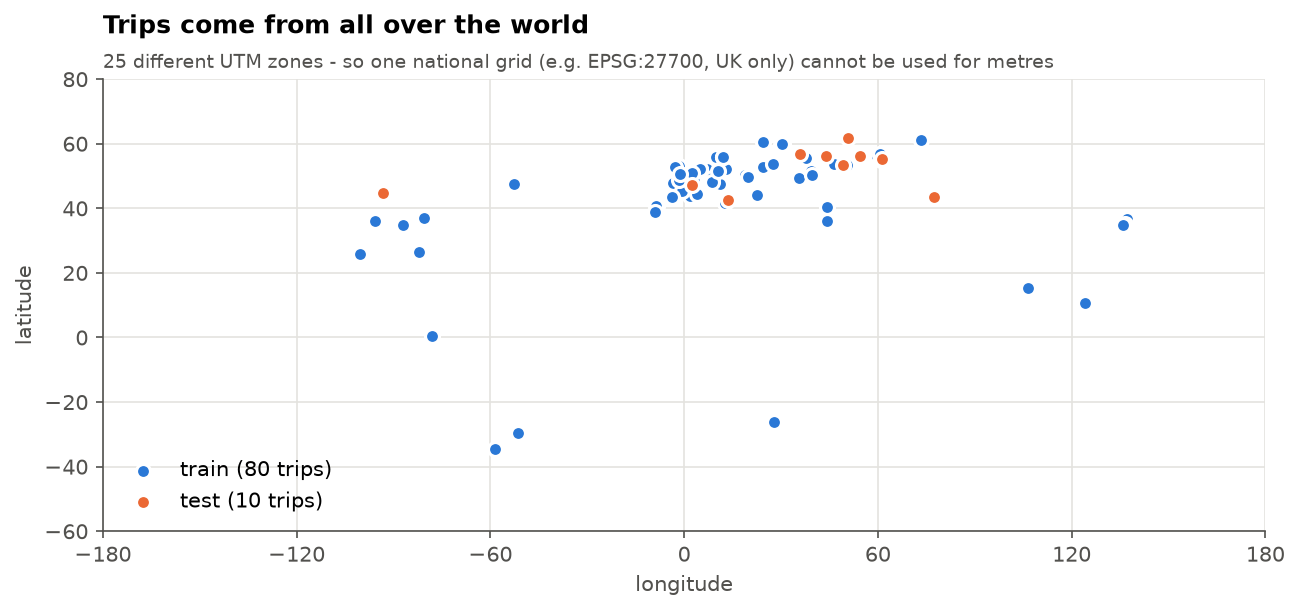 Trips come from all over the world
25 different UTM zones - so one national grid (e.g. EPSG:27700, UK only) cannot be used for metres
80
60
40
20
0
−20
−40
−60
latitude
train (80 trips)
test (10 trips)
−180
−120
−60
0
60
120
180
longitude